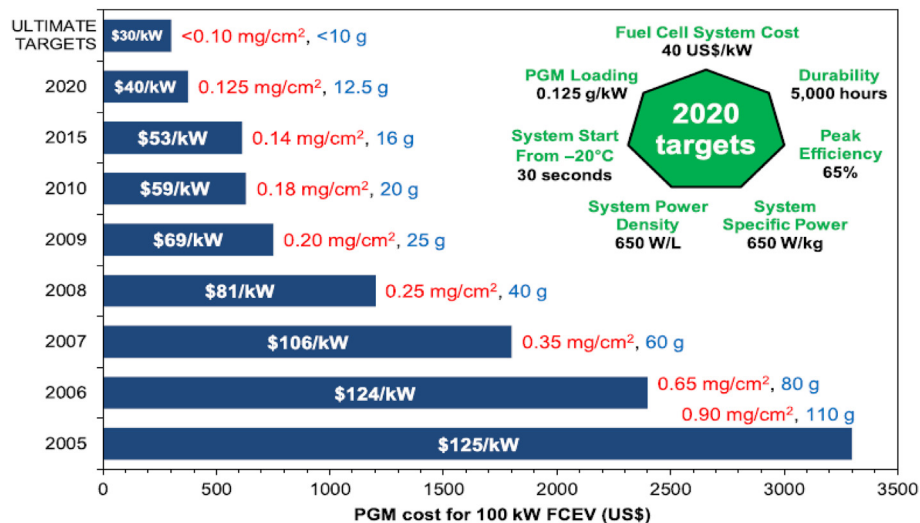 ULTIMATE
TARGETS
$30/kW
<0.10 mg/cm², <10 g
2020
$40/kW
0.125 mg/cm², 12.5 g
2015
$53/kW
0.14 mg/cm², 16 g
2010
$59/kW
0.18 mg/cm², 20 g
2009
$69/kW
0.20 mg/cm², 25 g
2008
$81/kW
0.25 mg/cm², 40 g
2007
$106/kW
0.35 mg/cm², 60 g
2006
$124/kW
0.65 mg/cm², 80 g
2005
$125/kW
0.90 mg/cm², 110 g
0 500 1000 1500 2000 2500 3000 3500
PGM cost for 100 kW FCEV (US$)
Fuel Cell System Cost
40 US$/kW
PGM Loading
0.125 g/kW
Durability
5,000 hours
2020
targets
System Start
From –20°C
30 seconds
Peak
Efficiency
65%
System Power
Density
650 W/L
System
Specific Power
650 W/kg